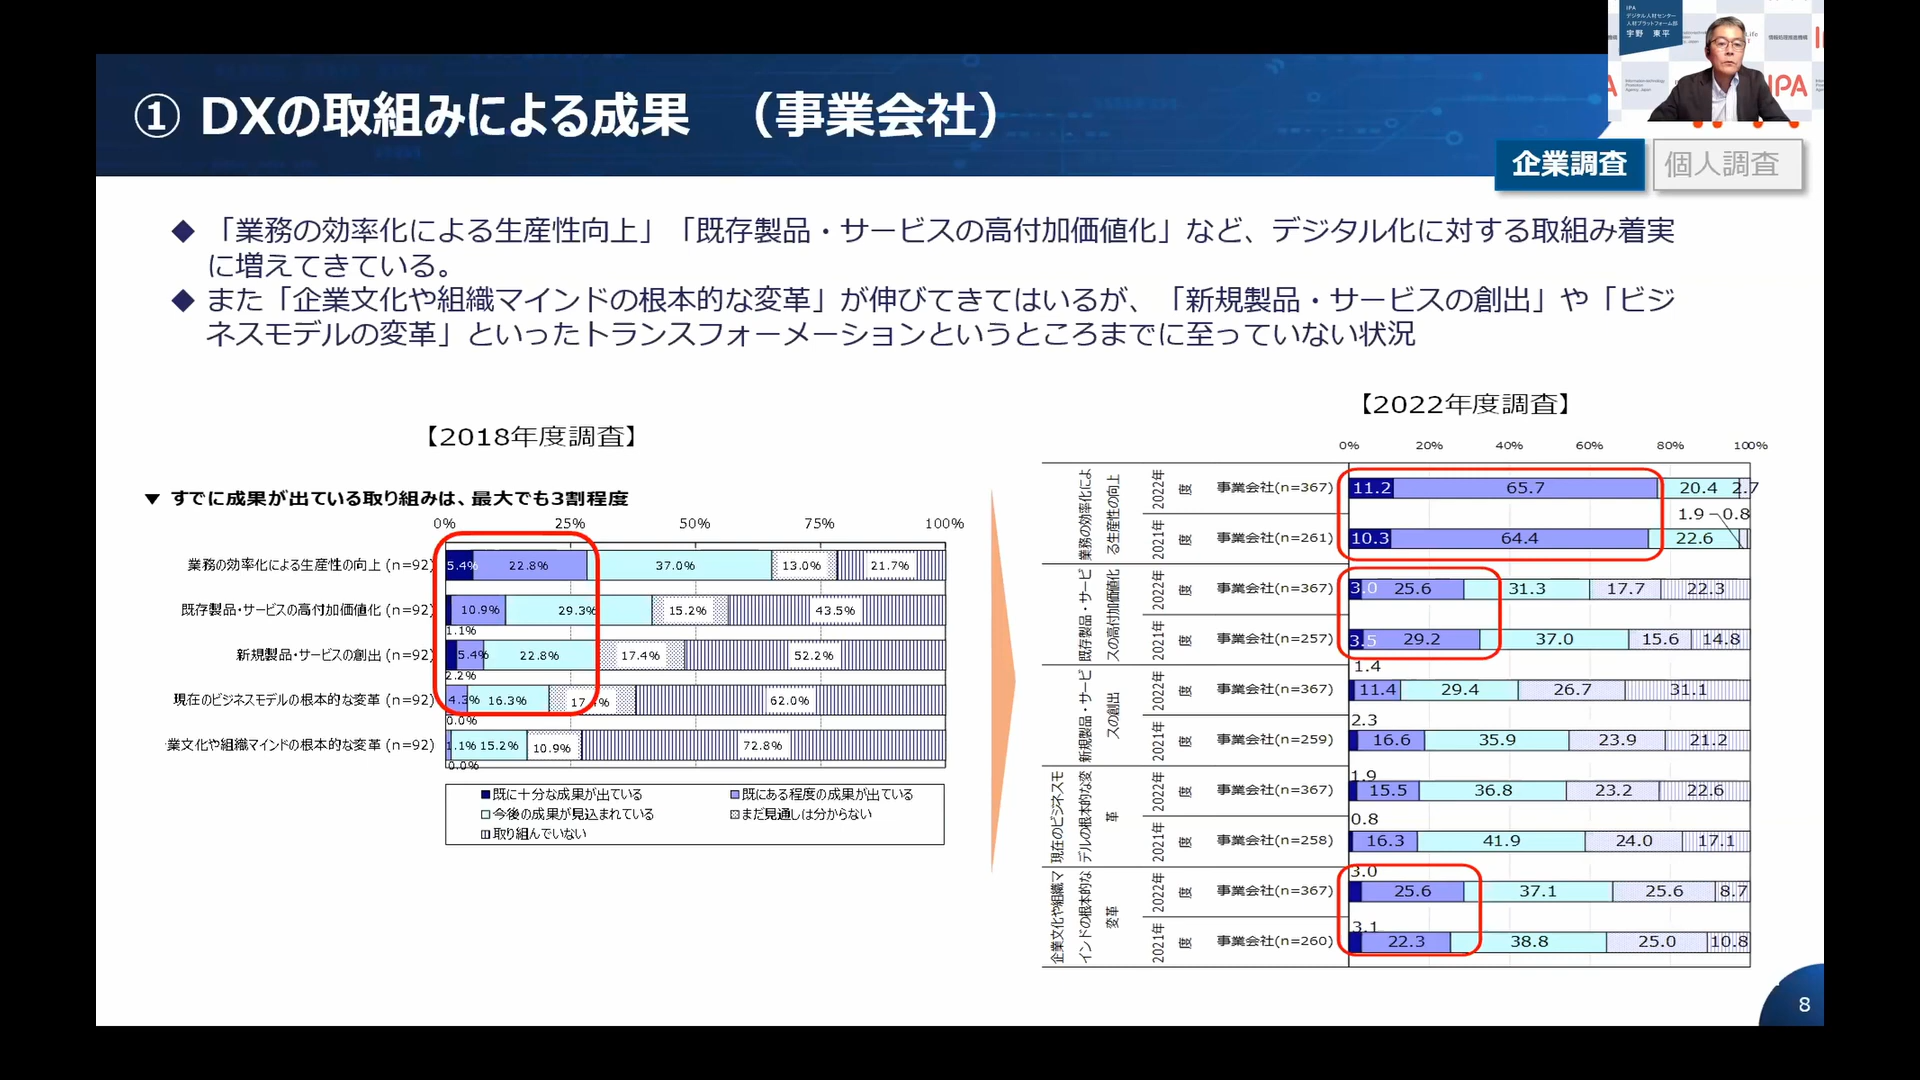 ① DXの取組みによる成果　（事業会社）
IPA
デジタル人材センター
人材プラットフォーム部
宇野　東平
IPA
企業調査
個人調査
◆ 「業務の効率化による生産性向上」「既存製品・サービスの高付加価値化」など、デジタル化に対する取組み着実
に増えてきている。
◆ また「企業文化や組織マインドの根本的な変革」が伸びてきてはいるが、「新規製品・サービスの創出」や「ビジ
ネスモデルの変革」といったトランスフォーメーションというところまでに至っていない状況
【2018年度調査】
▼ すでに成果が出ている取り組みは、最大でも3割程度
0% 25% 50% 75% 100%
業務の効率化による生産性の向上 (n=92) 5.4% 22.8% 37.0% 13.0% 21.7%
既存製品・サービスの高付加価値化 (n=92) 10.9% 29.3% 15.2% 43.5%
1.1%
新規製品・サービスの創出 (n=92) 5.4% 22.8% 17.4% 52.2%
2.2%
現在のビジネスモデルの根本的な変革 (n=92) 4.3% 16.3% 62.0%
0.0%
業文化や組織マインドの根本的な変革 (n=92) 1.1% 15.2% 10.9% 72.8%
0.0%
■既に十分な成果が出ている
既にある程度の成果が出ている
今後の成果が見込まれている
まだ見通しは分からない
取り組んでいない
【2022年度調査】
0% 20% 40% 60% 80% 100%
業務の効率化によ
る生産性の向上
2022年
度
事業会社(n=367) 11.2 65.7 20.4 2.7
1.9 0.8
2021年
度
事業会社(n=261) 10.3 64.4 22.6
既存製品・サービ
スの高付加価値化
2022年
度
事業会社(n=367) 3.0 25.6 31.3 17.7 22.3
2021年
度
事業会社(n=257) 3.5 29.2 37.0 15.6 14.8
新規製品・サービ
スの創出
1.4
2022年
度
事業会社(n=367) 11.4 29.4 26.7 31.1
2.3
2021年
度
事業会社(n=259) 16.6 35.9 23.9 21.2
現在のビジネスモ
デルの根本的な変
革
1.9
2022年
度
事業会社(n=367) 15.5 36.8 23.2 22.6
0.8
2021年
度
事業会社(n=258) 16.3 41.9 24.0 17.1
企業文化や組織マ
インドの根本的な
変革
3.0
2022年
度
事業会社(n=367) 25.6 37.1 25.6 8.7
3.1
2021年
度
事業会社(n=260) 22.3 38.8 25.0 10.8
8